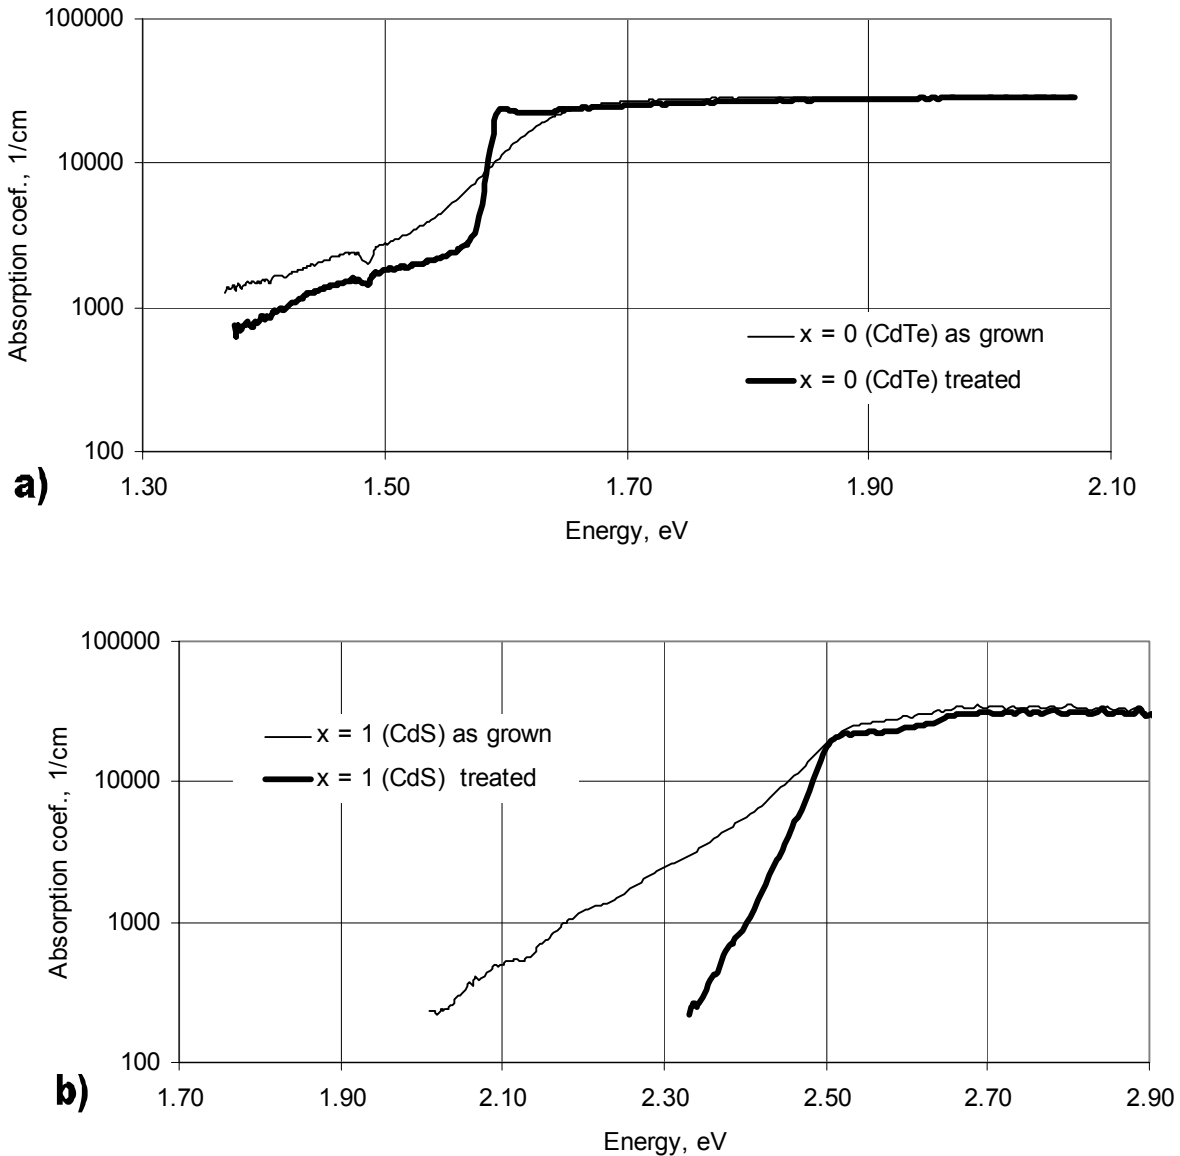 100000
10000
1000
100
Absorption coef., 1/cm
x = 0 (CdTe) as grown
x = 0 (CdTe) treated
a)
1.30 1.50 1.70 1.90 2.10
Energy, eV
100000
10000
1000
100
Absorption coef., 1/cm
x = 1 (CdS) as grown
x = 1 (CdS) treated
b)
1.70 1.90 2.10 2.30 2.50 2.70 2.90
Energy, eV